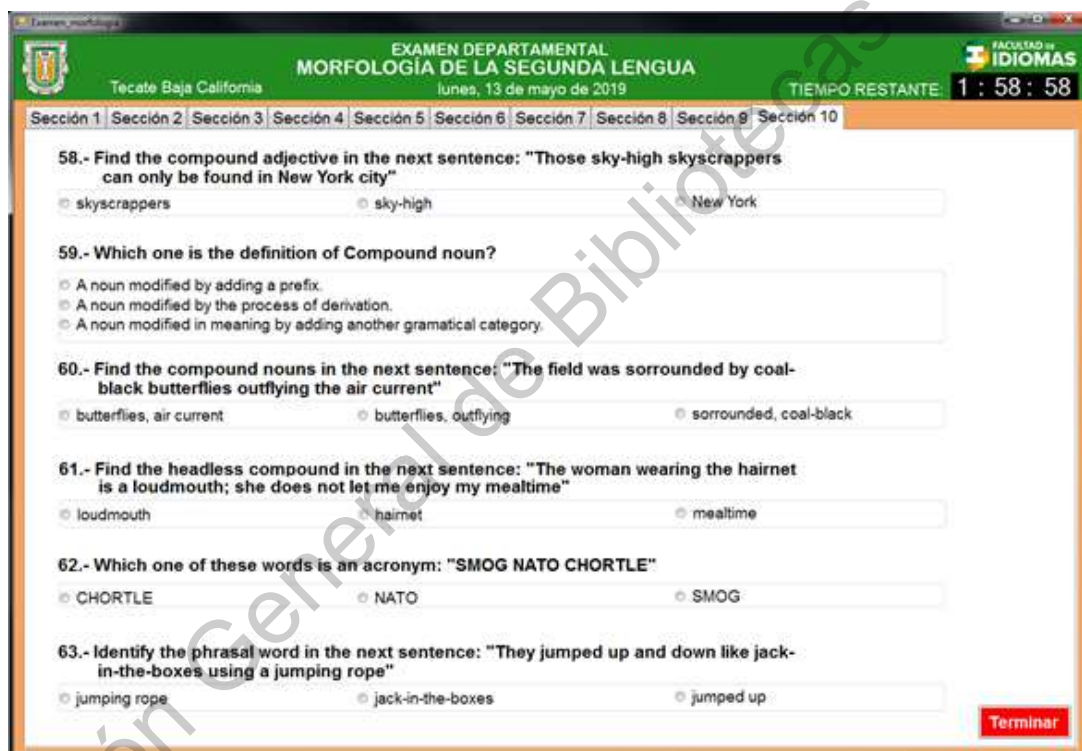 Examen_morfologia
EXAMEN DEPARTAMENTAL
MORFOLOGÍA DE LA SEGUNDA LENGUA
Tecate Baja California
lunes, 13 de mayo de 2019
TIEMPO RESTANTE:
1 : 58 : 58
FACULTAD DE
IDIOMAS
Sección 1 Sección 2 Sección 3 Sección 4 Sección 5 Sección 6 Sección 7 Sección 8 Sección 9 Sección 10
58.- Find the compound adjective in the next sentence: "Those sky-high skyscrappers
can only be found in New York city"
skyscrappers sky-high New York
59.- Which one is the definition of Compound noun?
A noun modified by adding a prefix.
A noun modified by the process of derivation.
A noun modified in meaning by adding another gramatical category.
60.- Find the compound nouns in the next sentence: "The field was sorrounded by coal-
black butterflies outflying the air current"
butterflies, air current butterflies, outflying sorrounded, coal-black
61.- Find the headless compound in the next sentence: "The woman wearing the hairnet
is a loudmouth; she does not let me enjoy my mealtime"
loudmouth hairnet mealtime
62.- Which one of these words is an acronym: "SMOG NATO CHORTLE"
CHORTLE NATO SMOG
63.- Identify the phrasal word in the next sentence: "They jumped up and down like jack-
in-the-boxes using a jumping rope"
jumping rope jack-in-the-boxes jumped up
Terminar
General de Bibliotecas